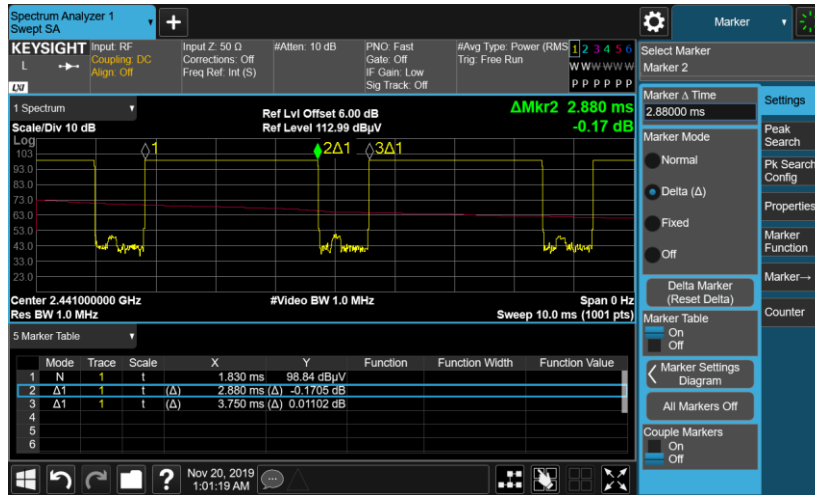 Spectrum Analyzer 1
Swept SA
+
Marker
KEYSIGHT
L
LXI
Input: RF
Coupling: DC
Align: Off
Input Z: 50 Ω
Corrections: Off
Freq Ref: Int (S)
#Atten: 10 dB
PNO: Fast
Gate: Off
IF Gain: Low
Sig Track: Off
#Avg Type: Power (RMS
Trig: Free Run
1 2 3 4 5 6
W W W W W W
P P P P P P
Select Marker
Marker 2
1 Spectrum
Scale/Div 10 dB
Ref Lvl Offset 6.00 dB
Ref Level 112.99 dBµV
ΔMkr2 2.880 ms
-0.17 dB
Log
103
93.0
83.0
73.0
63.0
53.0
43.0
33.0
23.0
1
2Δ1
3Δ1
Center 2.441000000 GHz
Res BW 1.0 MHz
#Video BW 1.0 MHz
Span 0 Hz
Sweep 10.0 ms (1001 pts)
5 Marker Table
Mode Trace Scale X Y Function Function Width Function Value
1 N 1 t 1.830 ms 98.84 dBµV
2 Δ1 1 t (Δ) 2.880 ms (Δ) -0.1705 dB
3 Δ1 1 t (Δ) 3.750 ms (Δ) 0.01102 dB
4
5
6
Marker Δ Time
2.88000 ms
Marker Mode
Normal
Delta (Δ)
Fixed
Off
Delta Marker
(Reset Delta)
Marker Table
On
Off
Marker Settings
Diagram
All Markers Off
Couple Markers
On
Off
Settings
Peak
Search
Pk Search
Config
Properties
Marker
Function
Marker→
Counter
?
Nov 20, 2019
1:01:19 AM